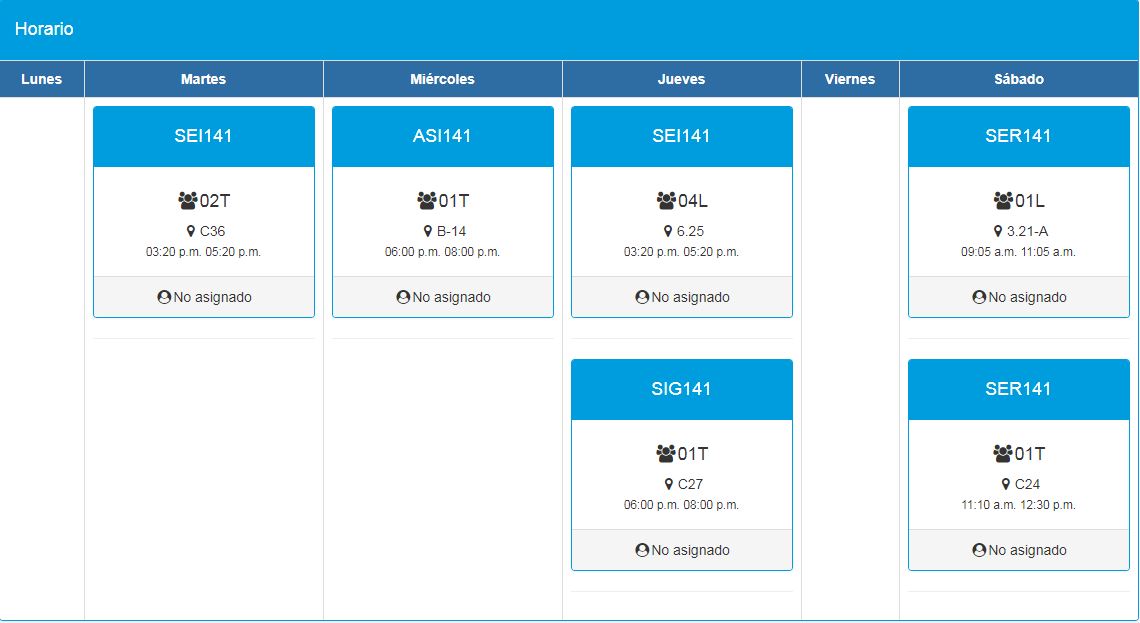 Horario
Lunes Martes Miércoles Jueves Viernes Sábado
SEI141
02T
C36
03:20 p.m. 05:20 p.m.
No asignado
ASI141
01T
B-14
06:00 p.m. 08:00 p.m.
No asignado
SEI141
04L
6.25
03:20 p.m. 05:20 p.m.
No asignado
SIG141
01T
C27
06:00 p.m. 08:00 p.m.
No asignado
SER141
01L
3.21-A
09:05 a.m. 11:05 a.m.
No asignado
SER141
01T
C24
11:10 a.m. 12:30 p.m.
No asignado